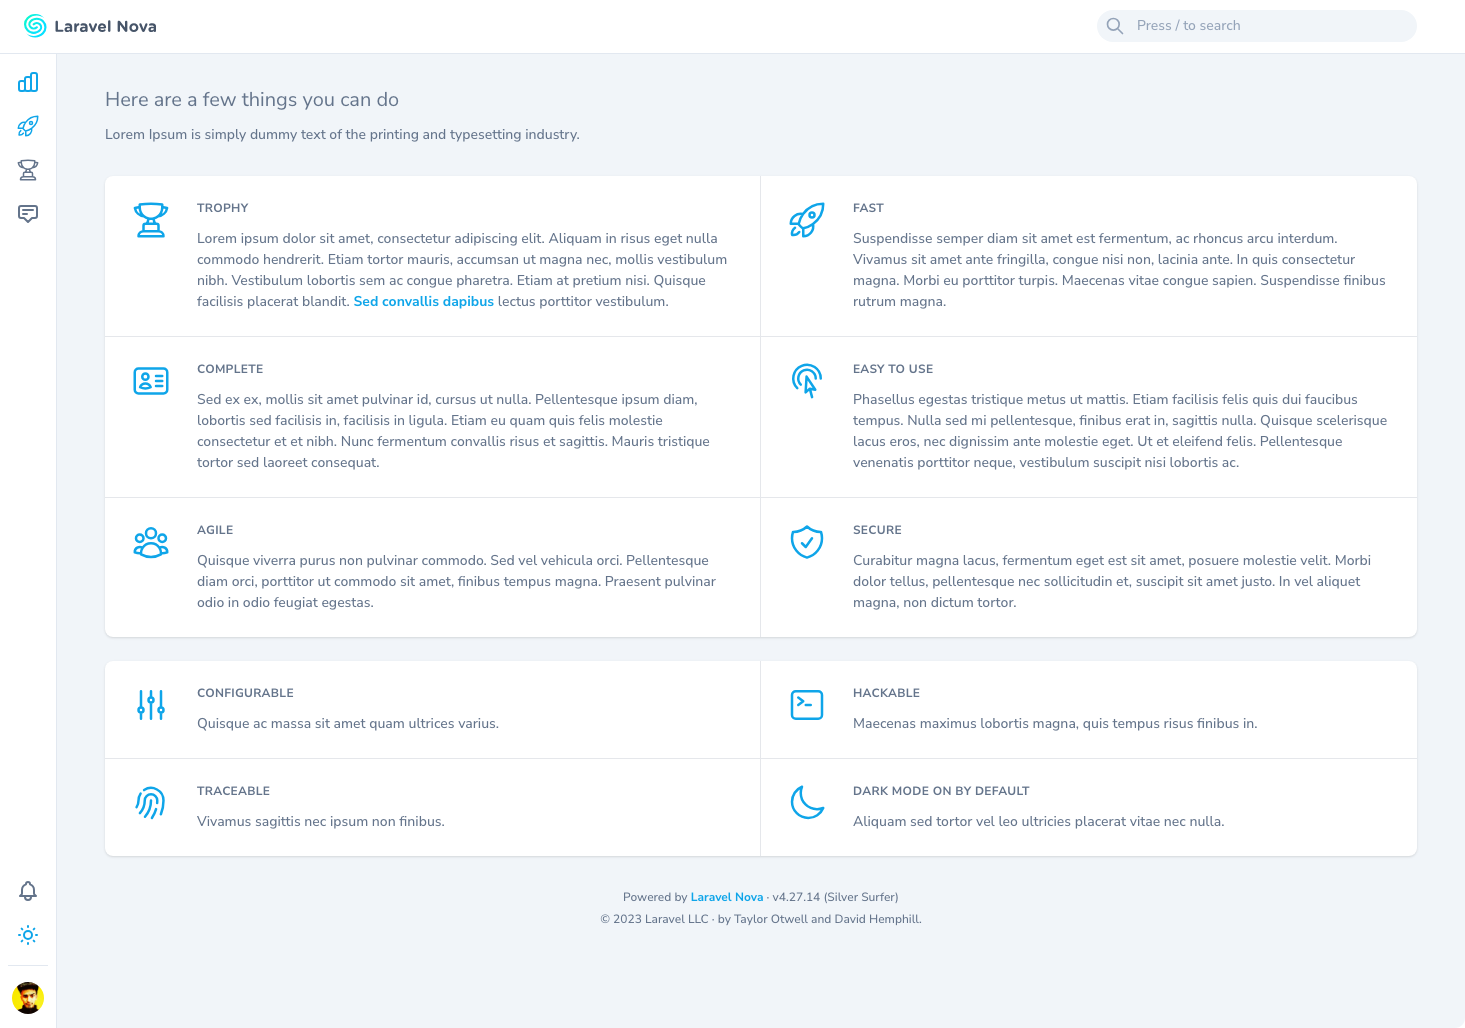 Laravel Nova
Press / to search
Here are a few things you can do
Lorem Ipsum is simply dummy text of the printing and typesetting industry.
TROPHY
Lorem ipsum dolor sit amet, consectetur adipiscing elit. Aliquam in risus eget nulla
commodo hendrerit. Etiam tortor mauris, accumsan ut magna nec, mollis vestibulum
nibh. Vestibulum lobortis sem ac congue pharetra. Etiam at pretium nisi. Quisque
facilisis placerat blandit. Sed convallis dapibus lectus porttitor vestibulum.
FAST
Suspendisse semper diam sit amet est fermentum, ac rhoncus arcu interdum.
Vivamus sit amet ante fringilla, congue nisi non, lacinia ante. In quis consectetur
magna. Morbi eu porttitor turpis. Maecenas vitae congue sapien. Suspendisse finibus
rutrum magna.
COMPLETE
Sed ex ex, mollis sit amet pulvinar id, cursus ut nulla. Pellentesque ipsum diam,
lobortis sed facilisis in, facilisis in ligula. Etiam eu quam quis felis molestie
consectetur et et nibh. Nunc fermentum convallis risus et sagittis. Mauris tristique
tortor sed laoreet consequat.
EASY TO USE
Phasellus egestas tristique metus ut mattis. Etiam facilisis felis quis dui faucibus
tempus. Nulla sed mi pellentesque, finibus erat in, sagittis nulla. Quisque scelerisque
lacus eros, nec dignissim ante molestie eget. Ut et eleifend felis. Pellentesque
venenatis porttitor neque, vestibulum suscipit nisi lobortis ac.
AGILE
Quisque viverra purus non pulvinar commodo. Sed vel vehicula orci. Pellentesque
diam orci, porttitor ut commodo sit amet, finibus tempus magna. Praesent pulvinar
odio in odio feugiat egestas.
SECURE
Curabitur magna lacus, fermentum eget est sit amet, posuere molestie velit. Morbi
dolor tellus, pellentesque nec sollicitudin et, suscipit sit amet justo. In vel aliquet
magna, non dictum tortor.
CONFIGURABLE
Quisque ac massa sit amet quam ultrices varius.
HACKABLE
Maecenas maximus lobortis magna, quis tempus risus finibus in.
TRACEABLE
Vivamus sagittis nec ipsum non finibus.
DARK MODE ON BY DEFAULT
Aliquam sed tortor vel leo ultricies placerat vitae nec nulla.
Powered by Laravel Nova · v4.27.14 (Silver Surfer)
© 2023 Laravel LLC · by Taylor Otwell and David Hemphill.